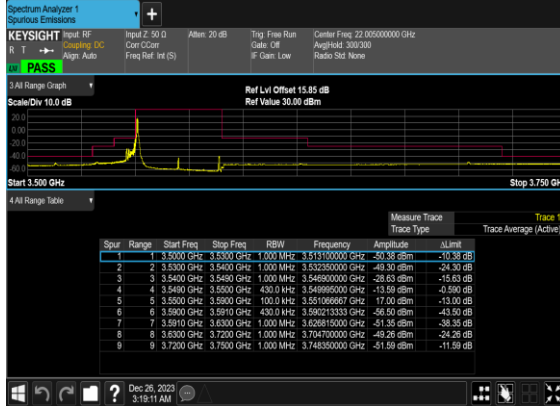 Spectrum Analyzer 1
Spurious Emissions
KEYSIGHT Input: RF Input Z: 50 Ω Atten: 20 dB Trig: Free Run Center Freq: 22.005000000 GHz
R T Coupling: DC Corr CCorr Gate: Off Avg|Hold: 300/300
Align: Auto Freq Ref: Int (S) IF Gain: Low Radio Std: None
PASS
3 All Range Graph
Ref Lvl Offset 15.85 dB
Scale/Div 10.0 dB Ref Value 30.00 dBm
20.0
0.00
-20.0
-40.0
-60.0
Start 3.500 GHz Stop 3.750 GH
4 All Range Table
Measure Trace Trace 1
Trace Type Trace Average (Active)
Spur Range Start Freq Stop Freq RBW Frequency Amplitude ΔLimit
1 1 3.5000 GHz 3.5300 GHz 1.000 MHz 3.513100000 GHz -50.38 dBm -10.38 dB
2 2 3.5300 GHz 3.5400 GHz 1.000 MHz 3.532350000 GHz -49.30 dBm -24.30 dB
3 3 3.5400 GHz 3.5490 GHz 1.000 MHz 3.546900000 GHz -28.63 dBm -15.63 dB
4 4 3.5490 GHz 3.5500 GHz 430.0 kHz 3.549995000 GHz -13.59 dBm -0.590 dB
5 5 3.5500 GHz 3.5900 GHz 100.0 kHz 3.551066667 GHz 17.00 dBm -13.00 dB
6 6 3.5900 GHz 3.5910 GHz 430.0 kHz 3.590213333 GHz -56.50 dBm -43.50 dB
7 7 3.5910 GHz 3.6300 GHz 1.000 MHz 3.626815000 GHz -51.35 dBm -38.35 dB
8 8 3.6300 GHz 3.7200 GHz 1.000 MHz 3.704700000 GHz -49.26 dBm -24.26 dB
9 9 3.7200 GHz 3.7500 GHz 1.000 MHz 3.748350000 GHz -51.59 dBm -11.59 dB
Dec 26, 2023
3:19:11 AM